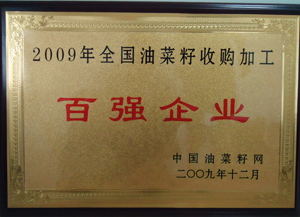 2009年全国油菜籽收购加工
百强企业
中国油菜籽网
二〇〇九年十二月